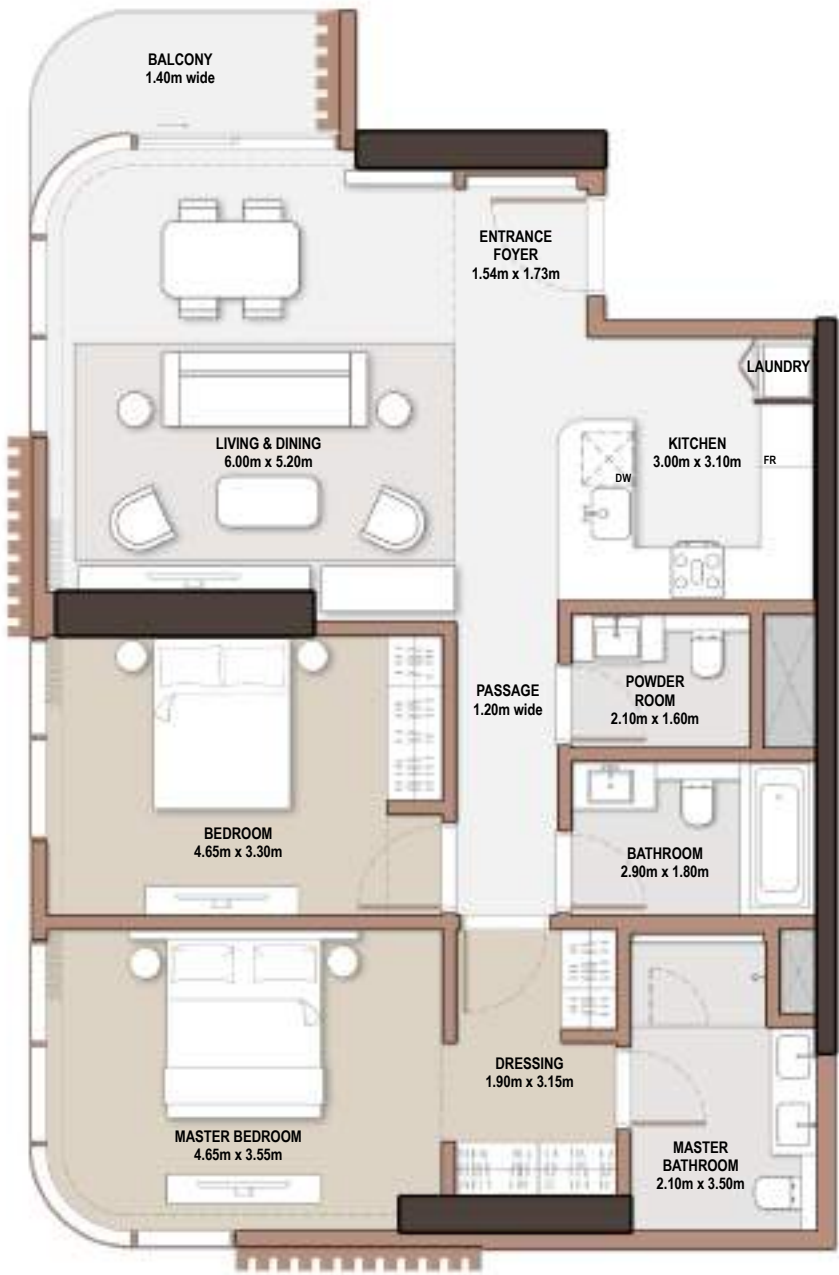 BALCONY
1.40m wide
ENTRANCE
FOYER
1.54m x 1.73m
LAUNDRY
LIVING & DINING
6.00m x 5.20m
KITCHEN
3.00m x 3.10m
FR
DW
PASSAGE
1.20m wide
POWDER
ROOM
2.10m x 1.60m
BEDROOM
4.65m x 3.30m
BATHROOM
2.90m x 1.80m
DRESSING
1.90m x 3.15m
MASTER BEDROOM
4.65m x 3.55m
MASTER
BATHROOM
2.10m x 3.50m